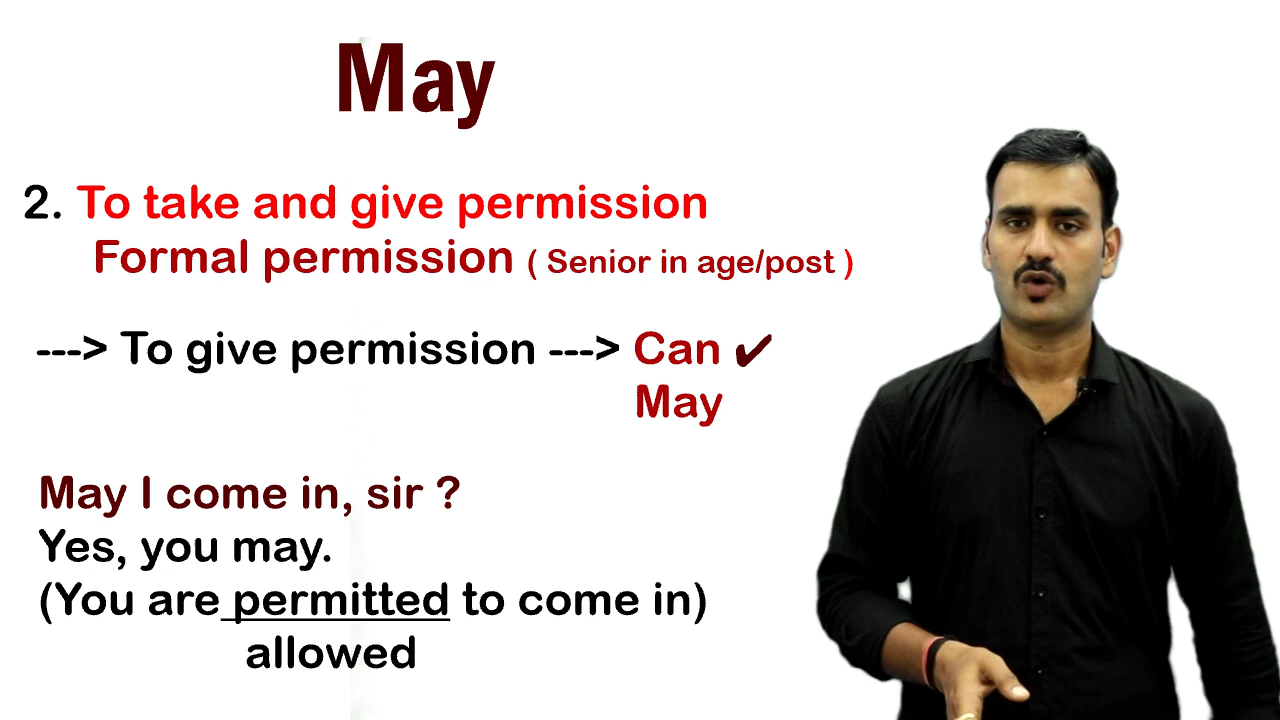 May
2. To take and give permission
Formal permission ( Senior in age/post )
---> To give permission ---> Can ✔
May
May I come in, sir ?
Yes, you may.
(You are permitted to come in)
allowed